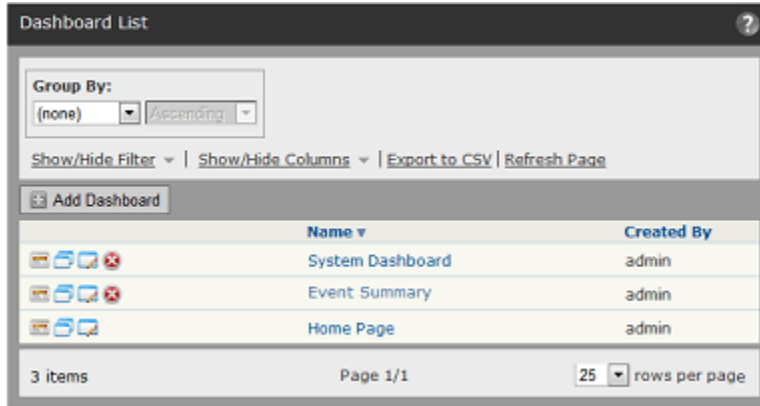 Dashboard List
?
Group By:
(none) Ascending
Show/Hide Filter | Show/Hide Columns | Export to CSV | Refresh Page
Add Dashboard
Name Created By
System Dashboard admin
Event Summary admin
Home Page admin
3 items Page 1/1 25 rows per page